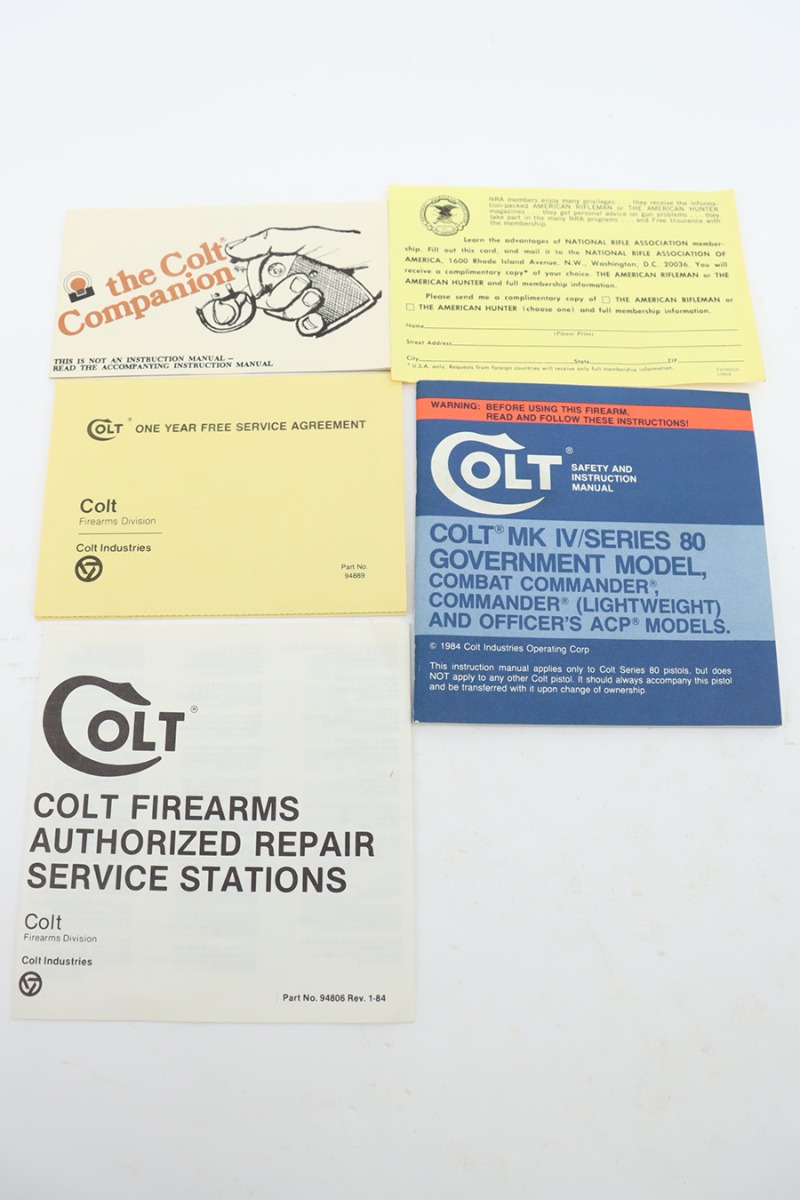 the Colt®
Companion
THIS IS NOT AN INSTRUCTION MANUAL –
READ THE ACCOMPANYING INSTRUCTION MANUAL
NRA members enjoy many privileges . . . they receive the informa-
tion-packed AMERICAN RIFLEMAN or THE AMERICAN HUNTER
magazines . . . they get personal advice on gun problems . . . they
take part in the many NRA programs . . . and Free Insurance with
the membership.
Learn the advantages of NATIONAL RIFLE ASSOCIATION member-
ship. Fill out this card, and mail it to the NATIONAL RIFLE ASSOCIATION OF
AMERICA, 1600 Rhode Island Avenue, N.W., Washington, D.C. 20036. You will
receive a complimentary copy* of your choice, THE AMERICAN RIFLEMAN or THE
AMERICAN HUNTER and full membership information.
Please send me a complimentary copy of □ THE AMERICAN RIFLEMAN or
□ THE AMERICAN HUNTER (choose one) and full membership information.
Name
(Please Print)
Street Address
City State ZIP
* U.S.A. only. Requests from foreign countries will receive only full membership information.
COLT® ONE YEAR FREE SERVICE AGREEMENT
Colt
Firearms Division
Colt Industries
Part No.
94889
WARNING: BEFORE USING THIS FIREARM,
READ AND FOLLOW THESE INSTRUCTIONS!
COLT®
SAFETY AND
INSTRUCTION
MANUAL
COLT® MK IV/SERIES 80
GOVERNMENT MODEL,
COMBAT COMMANDER®,
COMMANDER® (LIGHTWEIGHT)
AND OFFICER'S ACP® MODELS.
© 1984 Colt Industries Operating Corp
This instruction manual applies only to Colt Series 80 pistols, but does
NOT apply to any other Colt pistol. It should always accompany this pistol
and be transferred with it upon change of ownership.
COLT®
COLT FIREARMS
AUTHORIZED REPAIR
SERVICE STATIONS
Colt
Firearms Division
Colt Industries
Part No. 94806 Rev. 1-84